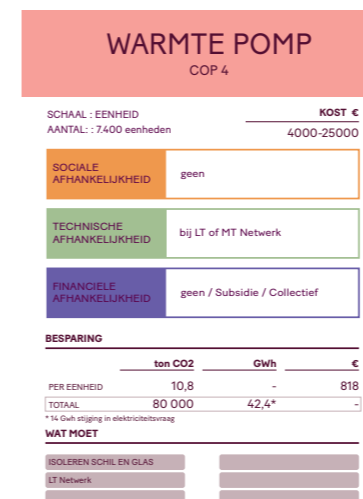 WARMTE POMP
COP 4
SCHAAL : EENHEID
AANTAL: : 7.400 eenheden
KOST €
4000-25000
SOCIALE
AFHANKELIJKHEID
geen
TECHNISCHE
AFHANKELIJKHEID
bij LT of MT Netwerk
FINANCIELE
AFHANKELIJKHEID
geen / Subsidie / Collectief
BESPARING
ton CO2 GWh €
PER EENHEID 10,8 - 818
TOTAAL 80 000 42,4* -
* 14 Gwh stijging in elektriciteitsvraag
WAT MOET
ISOLEREN SCHIL EN GLAS
LT Netwerk